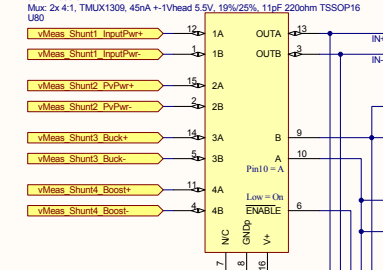 Mux: 2x 4:1, TMUX1309, 45nA +-1Vhead 5.5V, 19%/25%, 11pF 220ohm TSSOP16
U80
vMeas_Shunt1_InputPwr+ 12 1A OUTA 13 IN+
vMeas_Shunt1_InputPwr- 1 1B OUTB 3 IN-
vMeas_Shunt2_PvPwr+ 15 2A
vMeas_Shunt2_PvPwr- 2 2B
vMeas_Shunt3_Buck+ 14 3A B 9
vMeas_Shunt3_Buck- 5 3B A 10
Pin10 = A
vMeas_Shunt4_Boost+ 11 4A
Low = On
vMeas_Shunt4_Boost- 4 4B ENABLE 6
N/C GNDp V+
7 8 16